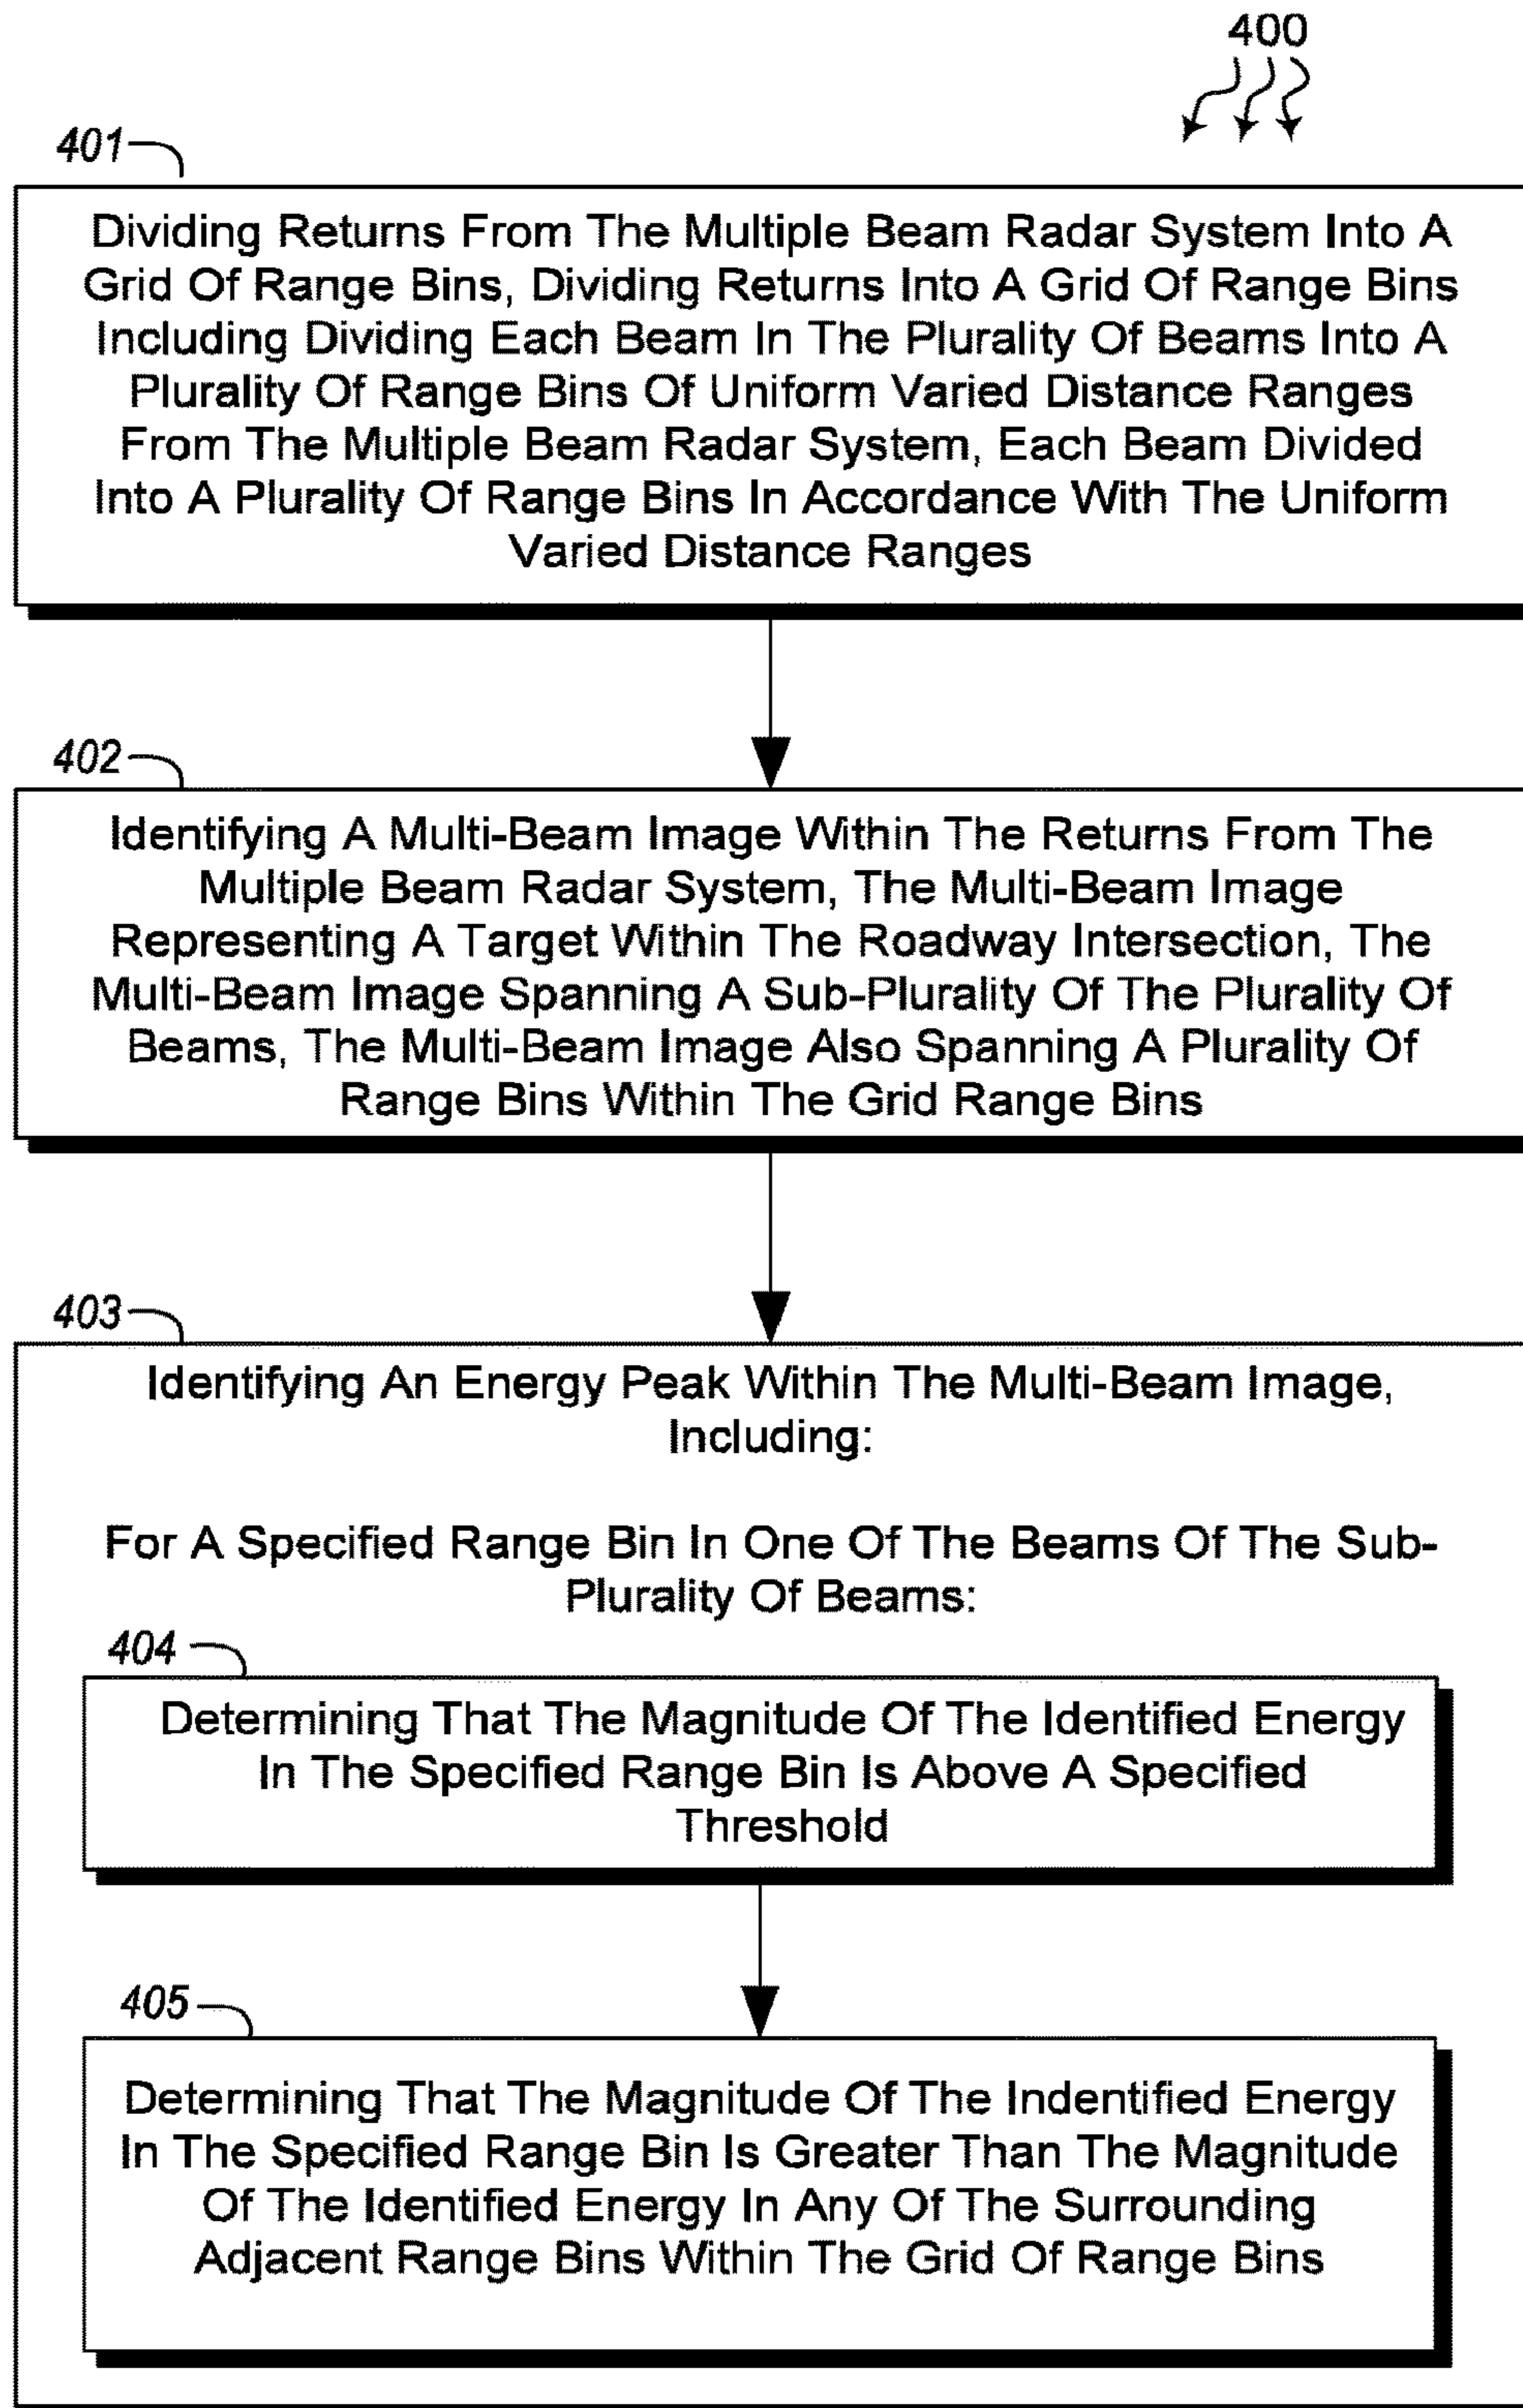 400
401
Dividing Returns From The Multiple Beam Radar System Into A
Grid Of Range Bins, Dividing Returns Into A Grid Of Range Bins
Including Dividing Each Beam In The Plurality Of Beams Into A
Plurality Of Range Bins Of Uniform Varied Distance Ranges
From The Multiple Beam Radar System, Each Beam Divided
Into A Plurality Of Range Bins In Accordance With The Uniform
Varied Distance Ranges
402
Identifying A Multi-Beam Image Within The Returns From The
Multiple Beam Radar System, The Multi-Beam Image
Representing A Target Within The Roadway Intersection, The
Multi-Beam Image Spanning A Sub-Plurality Of The Plurality Of
Beams, The Multi-Beam Image Also Spanning A Plurality Of
Range Bins Within The Grid Range Bins
403
Identifying An Energy Peak Within The Multi-Beam Image,
Including:
For A Specified Range Bin In One Of The Beams Of The Sub-
Plurality Of Beams:
404
Determining That The Magnitude Of The Identified Energy
In The Specified Range Bin Is Above A Specified
Threshold
405
Determining That The Magnitude Of The Indentified Energy
In The Specified Range Bin Is Greater Than The Magnitude
Of The Identified Energy In Any Of The Surrounding
Adjacent Range Bins Within The Grid Of Range Bins